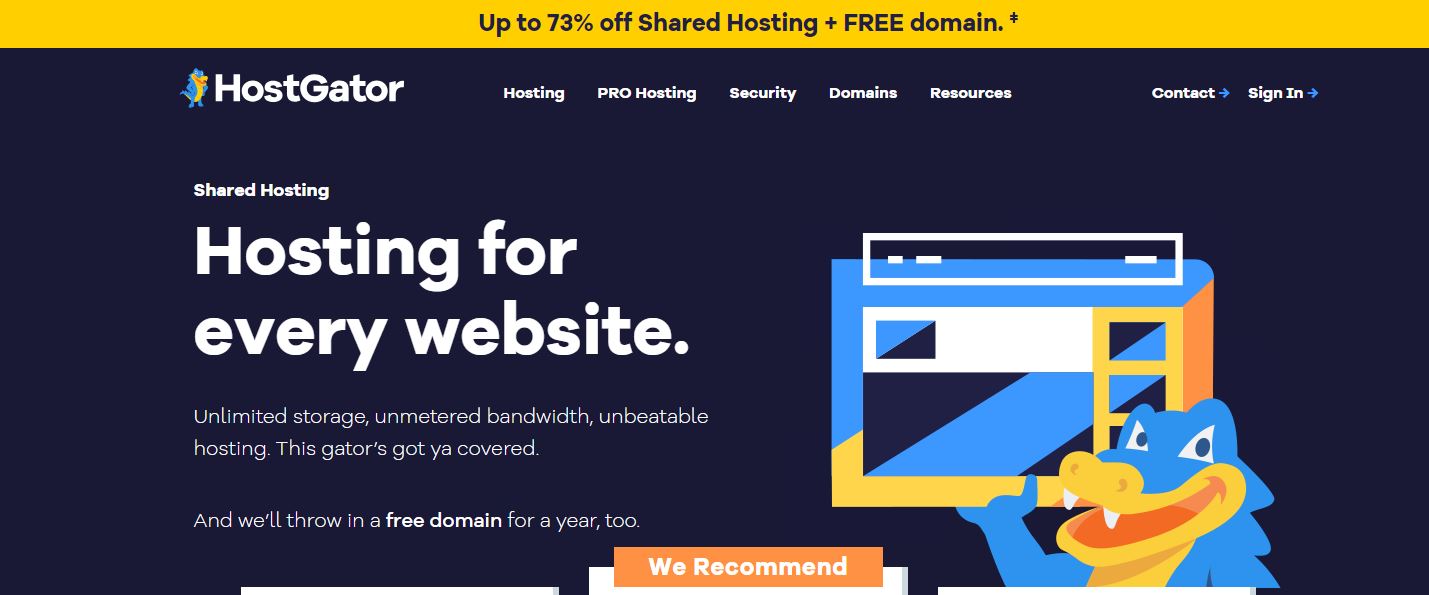 Up to 73% off Shared Hosting + FREE domain. ‡
HostGator
Hosting
PRO Hosting
Security
Domains
Resources
Contact →
Sign In →
Shared Hosting
Hosting for
every website.
Unlimited storage, unmetered bandwidth, unbeatable
hosting. This gator’s got ya covered.
And we’ll throw in a free domain for a year, too.
We Recommend